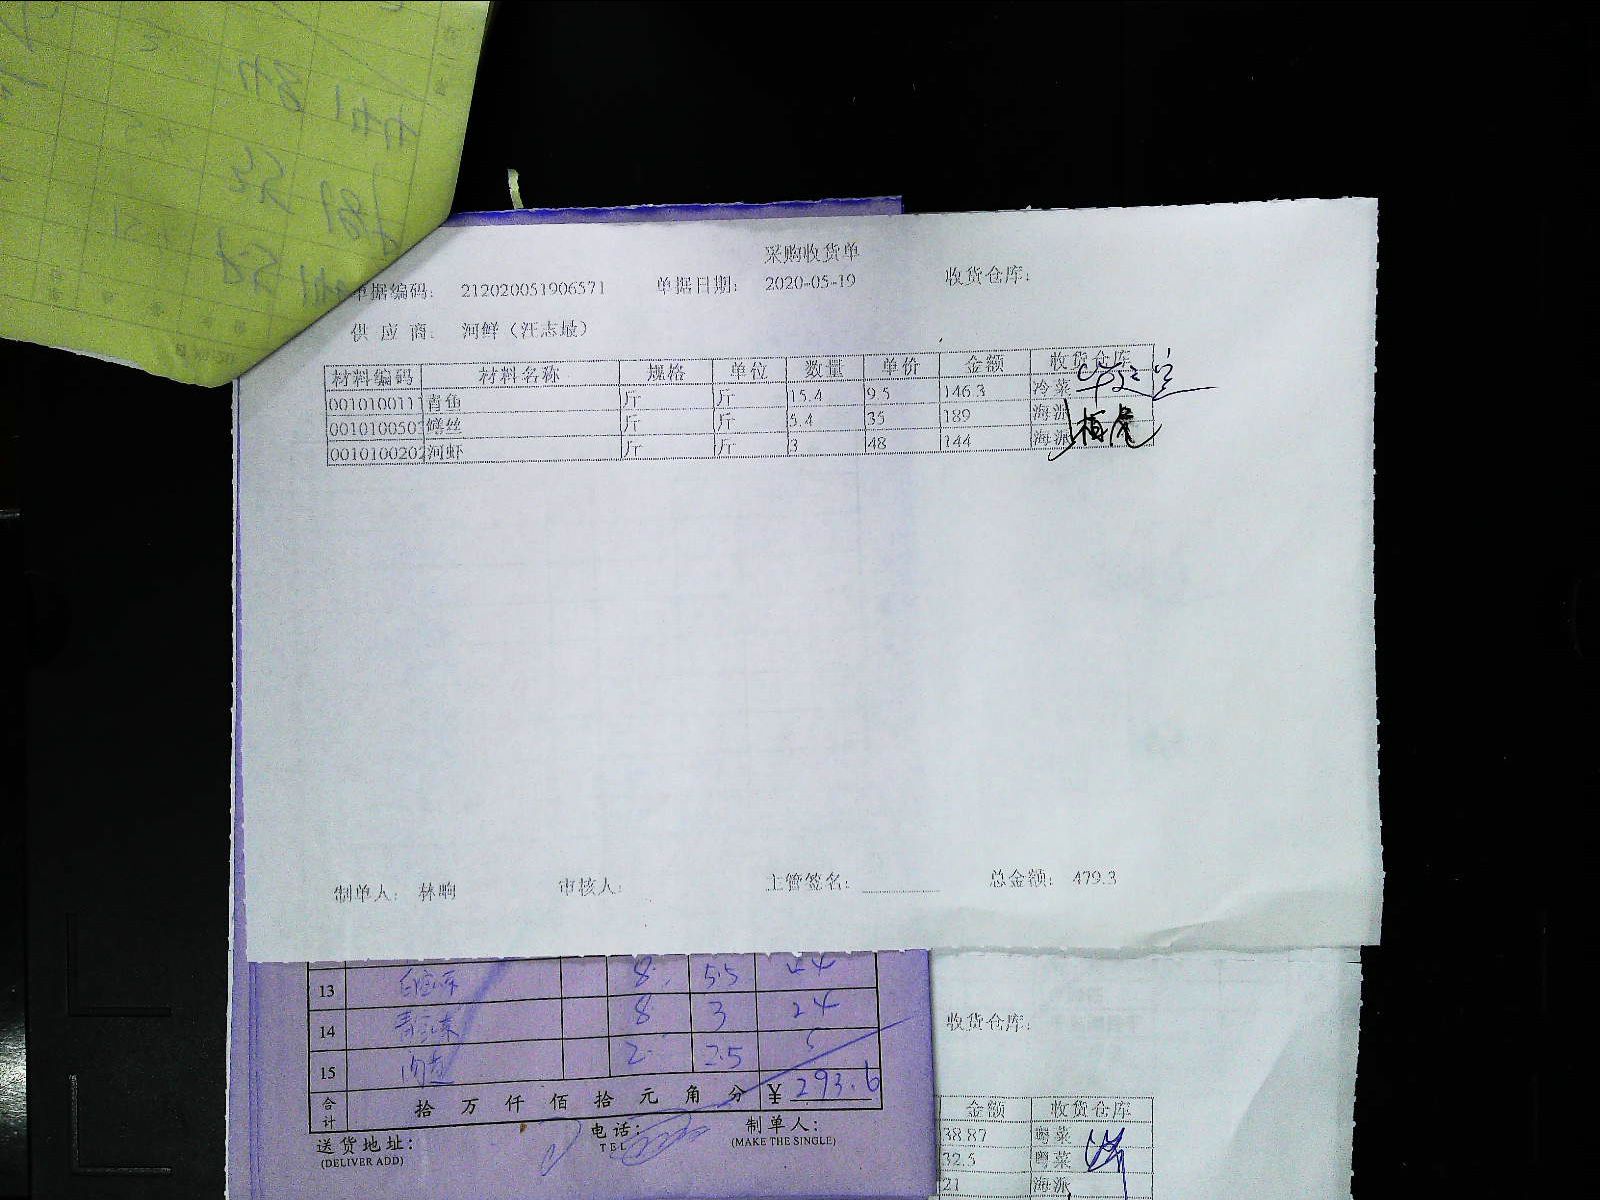 采购收货单
单据编码: 212020051906571 单据日期: 2020-05-19 收货仓库:
供应商: 河鲜（汪志最）
材料编码 材料名称 规格 单位 数量 单价 金额 收货仓库
0010100111 青鱼 斤 斤 15.4 9.5 146.3 冷菜
001010050 鳝丝 斤 斤 5.4 35 189 海派
001010020 河虾 斤 斤 3 48 144 海派
制单人: 林响 审核人: 主管签名: 总金额: 479.3
13 8 5.5 44
14 8 3 24
15 2 2.5 5
合计 拾 万 仟 佰 拾 元 角 分 ¥ 293.6
送货地址: 电话: 制单人:
(DELIVER ADD) TEL (MAKE THE SINGLE)
收货仓库:
金额 收货仓库
38.87 粤菜
32.5 粤菜
21 海派